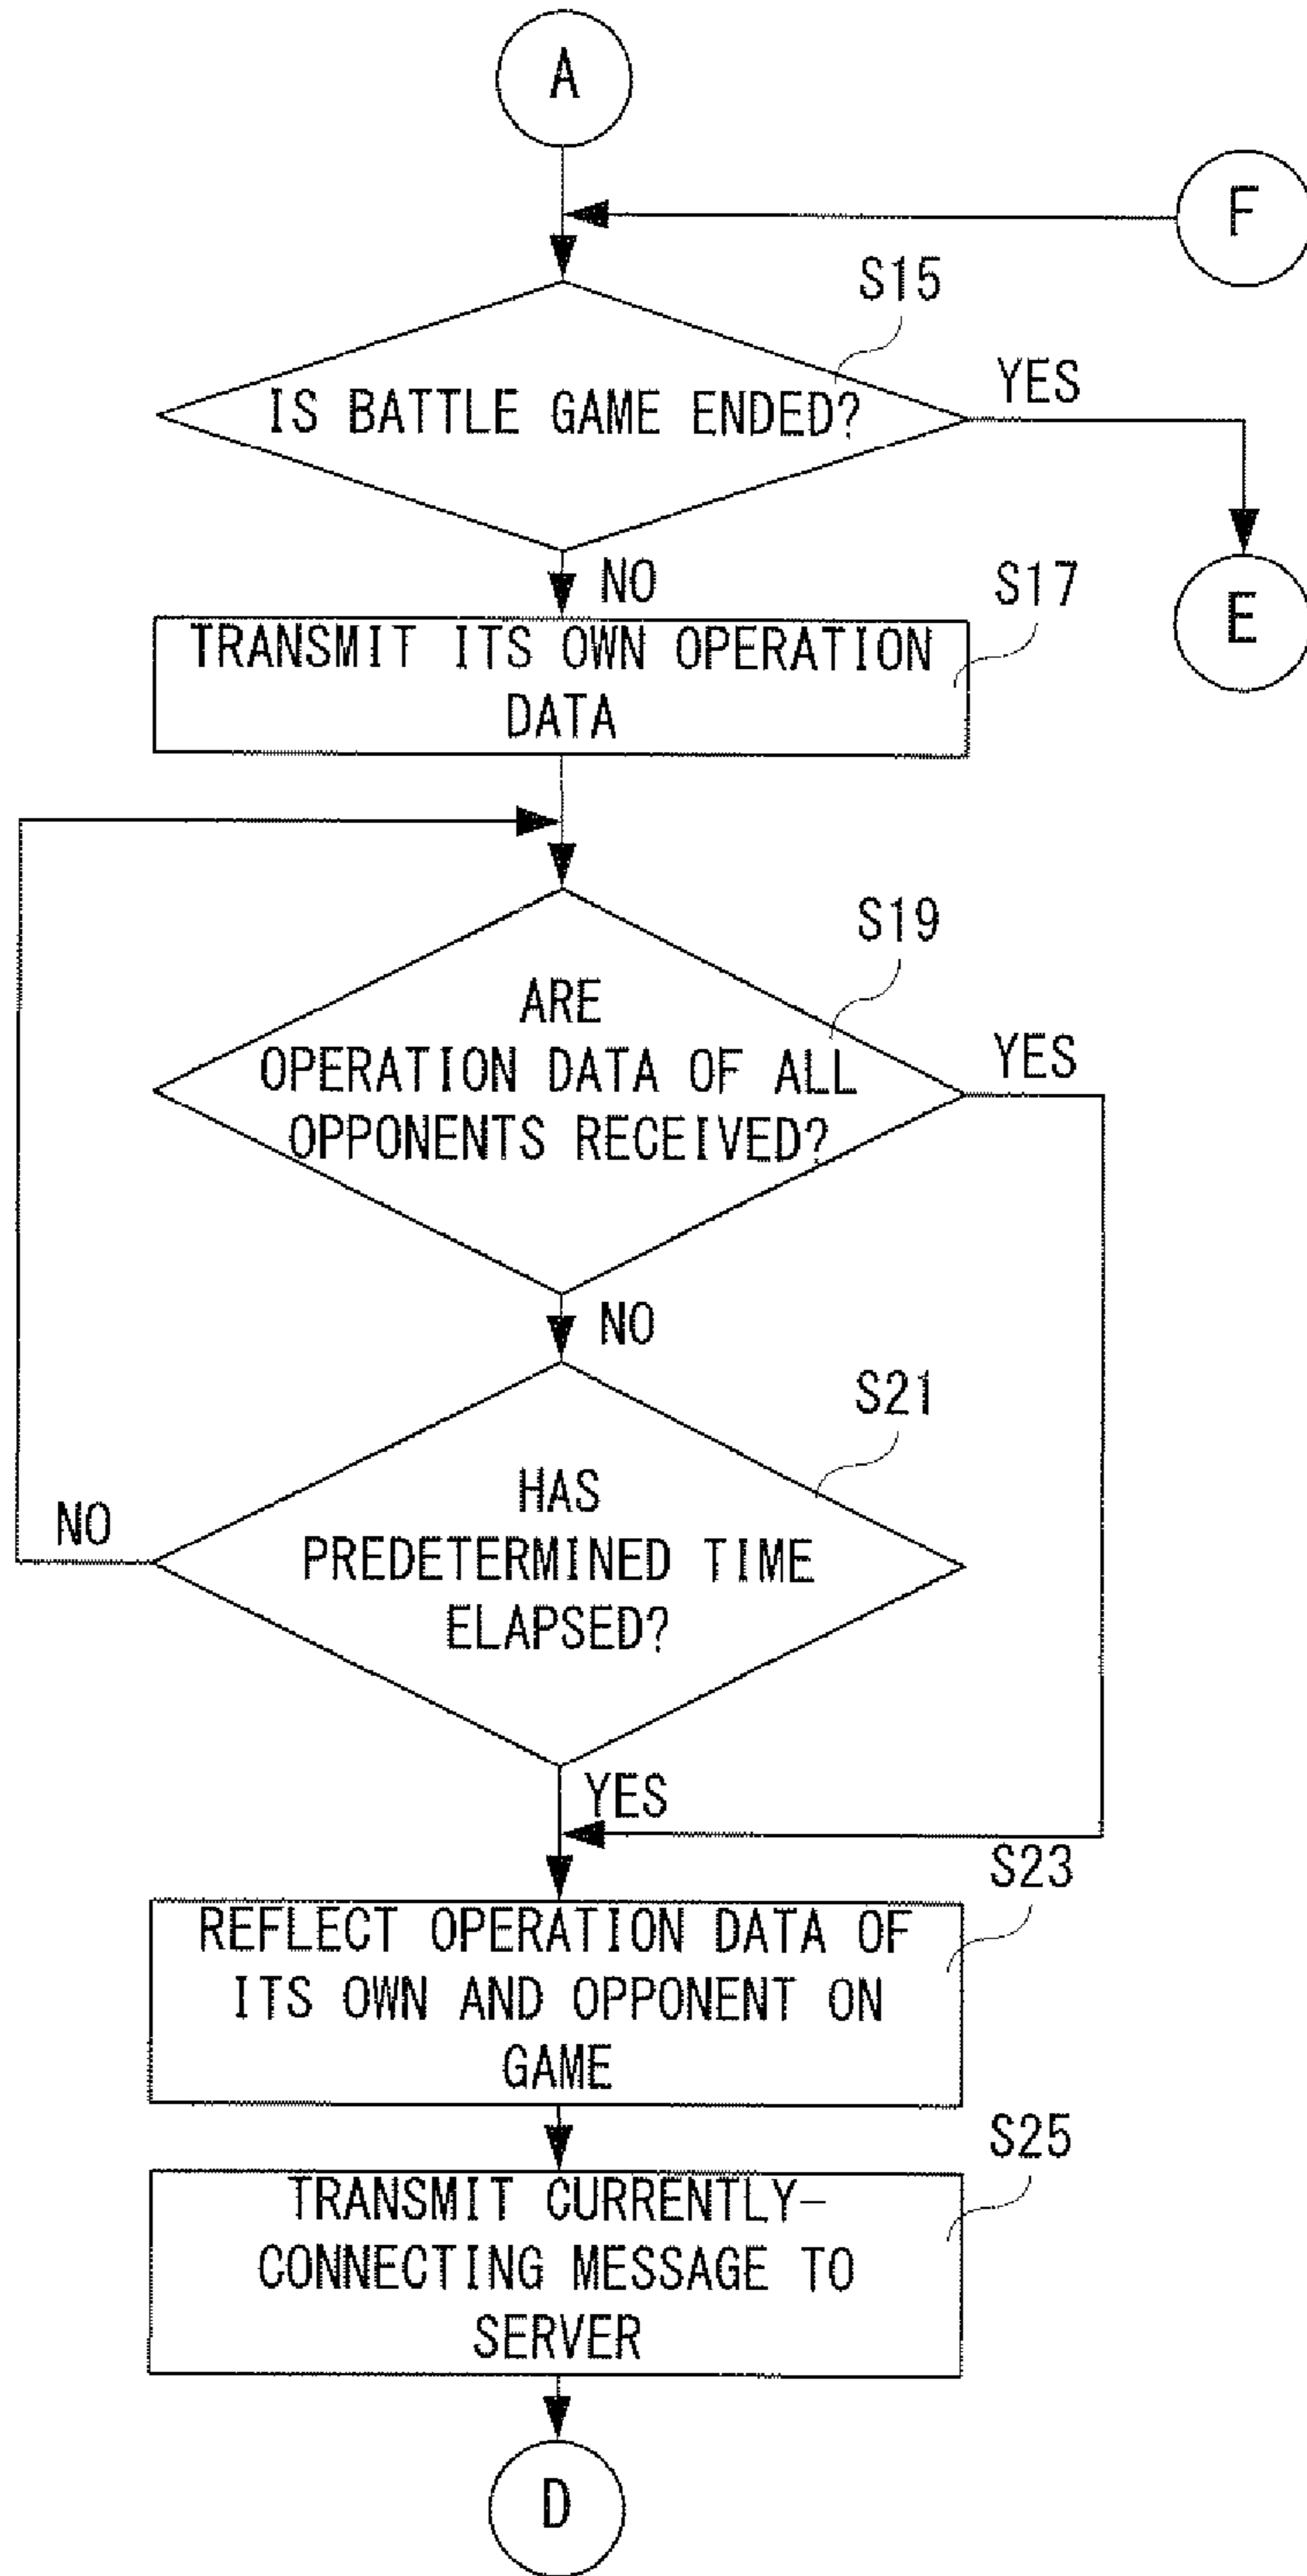 A
F
S15
IS BATTLE GAME ENDED?
YES
NO
S17
E
TRANSMIT ITS OWN OPERATION
DATA
S19
ARE
OPERATION DATA OF ALL
OPPONENTS RECEIVED?
YES
NO
S21
HAS
PREDETERMINED TIME
ELAPSED?
NO
YES
S23
REFLECT OPERATION DATA OF
ITS OWN AND OPPONENT ON
GAME
S25
TRANSMIT CURRENTLY-
CONNECTING MESSAGE TO
SERVER
D